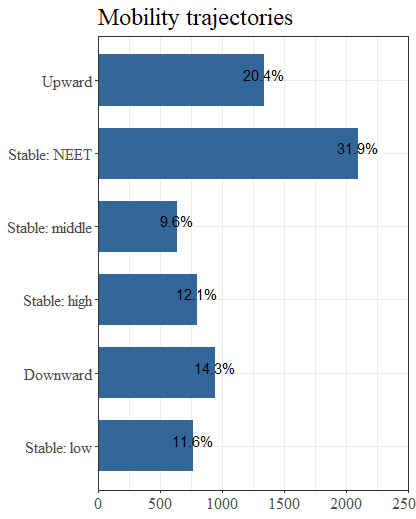 Mobility trajectories
Upward
20.4%
Stable: NEET
31.9%
Stable: middle
9.6%
Stable: high
12.1%
Downward
14.3%
Stable: low
11.6%
0 500 1000 1500 2000 250